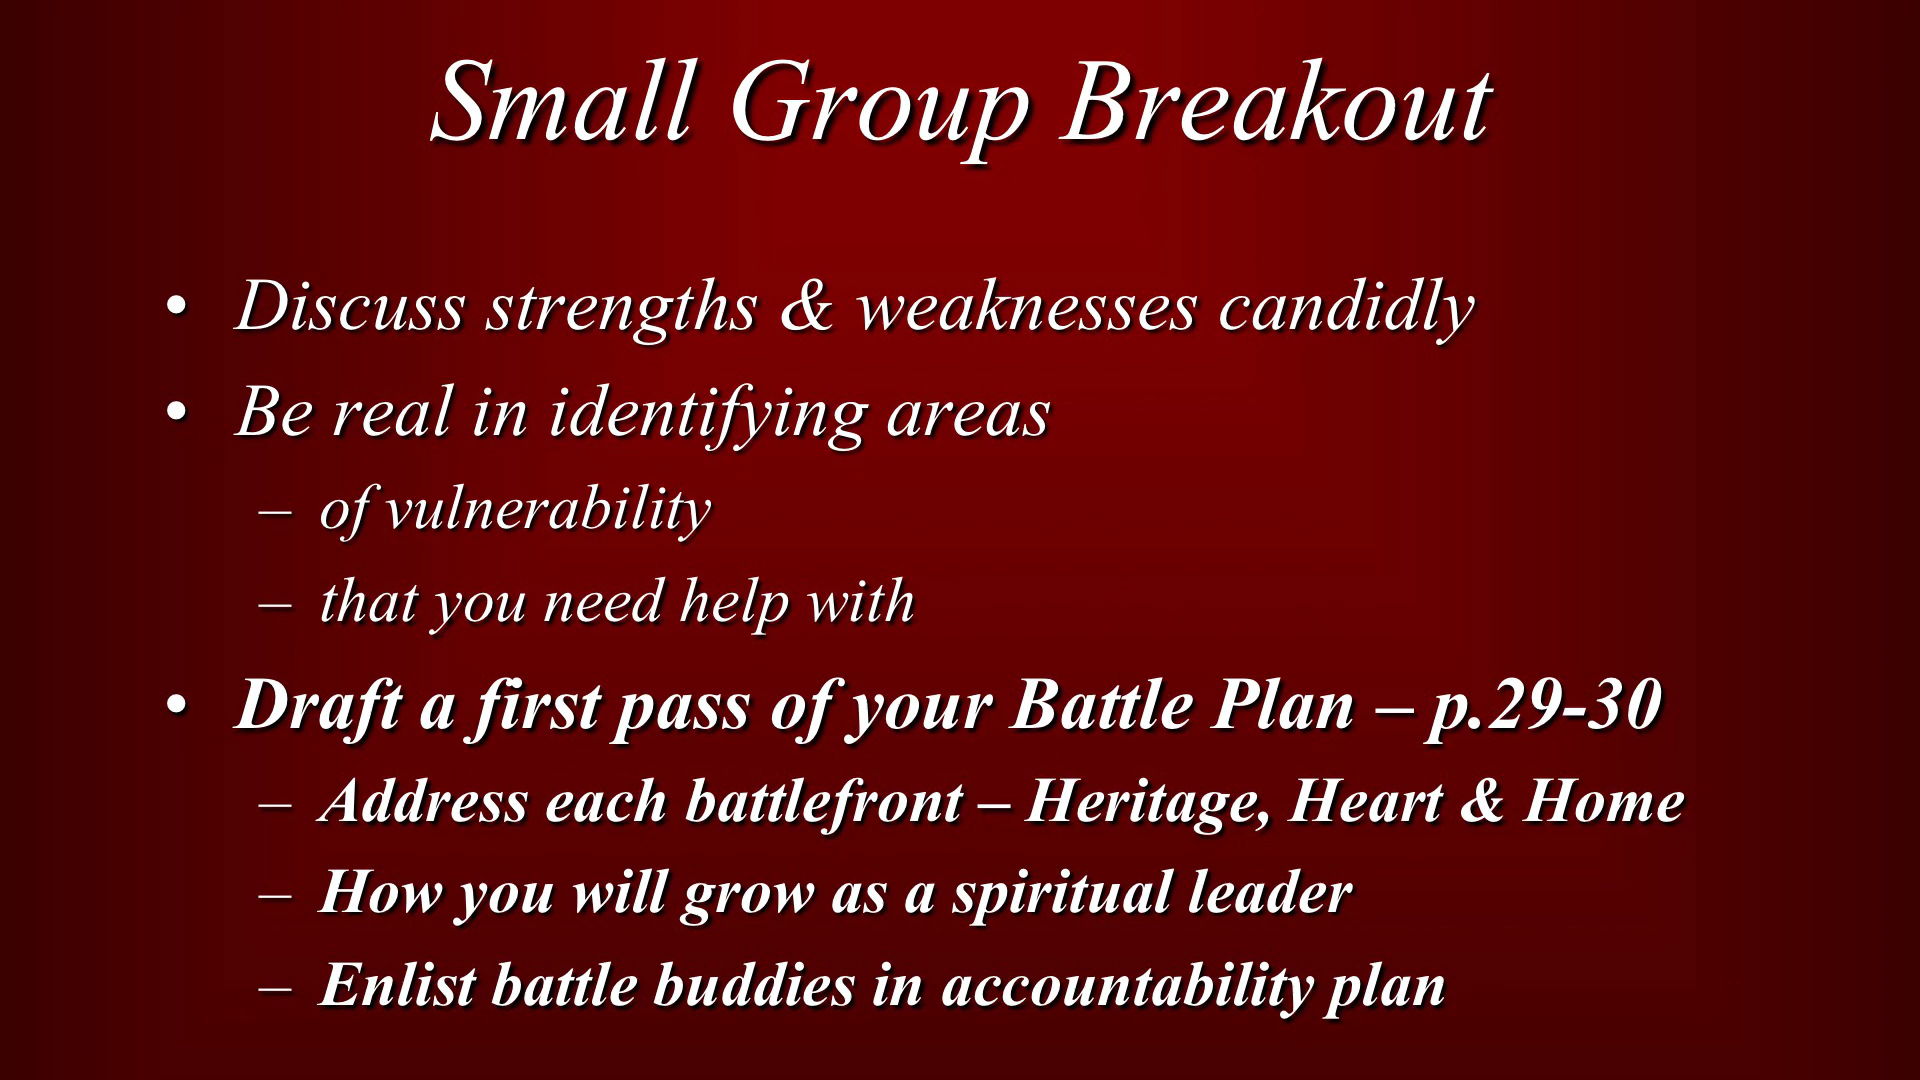 Small Group Breakout
• Discuss strengths & weaknesses candidly
• Be real in identifying areas
– of vulnerability
– that you need help with
• Draft a first pass of your Battle Plan – p.29-30
– Address each battlefront – Heritage, Heart & Home
– How you will grow as a spiritual leader
– Enlist battle buddies in accountability plan